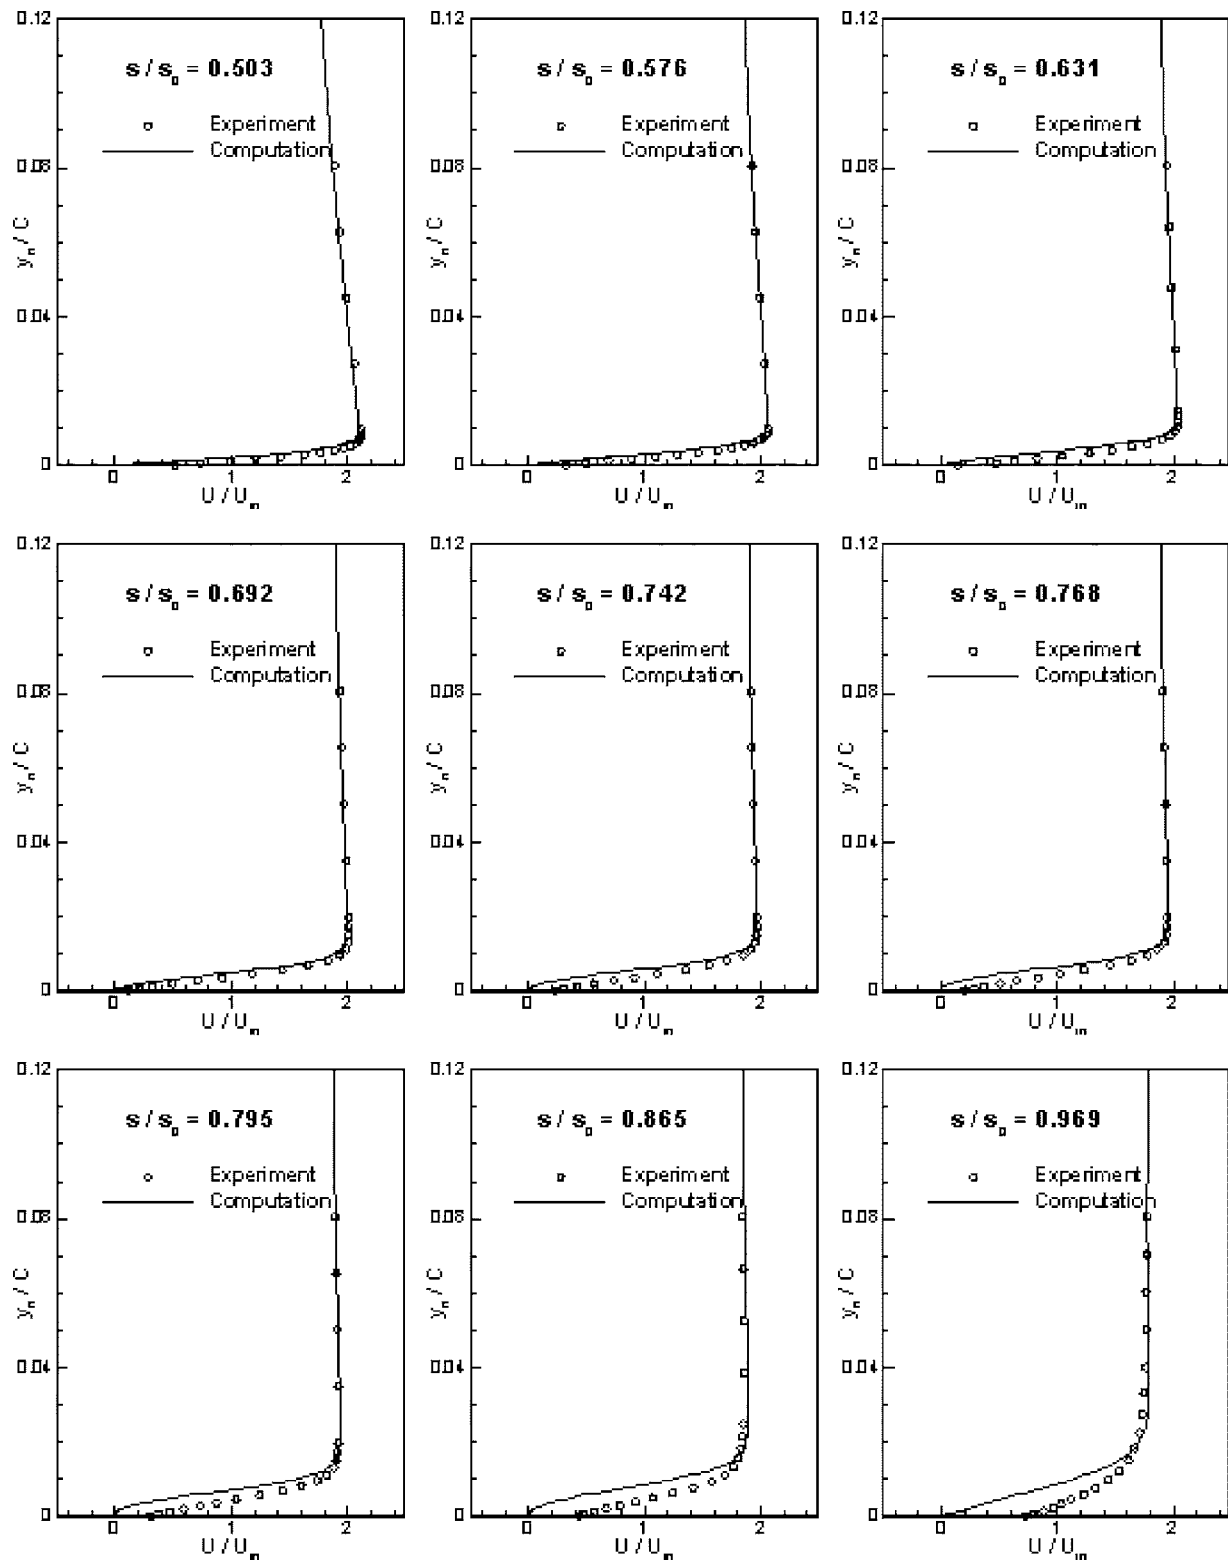 0.12
s / s₀ = 0.503
Experiment
Computation
0.08
yₙ / C
0.04
0
0 1 2
U / Uᵢₙ
0.12
s / s₀ = 0.576
Experiment
Computation
0.08
yₙ / C
0.04
0
0 1 2
U / Uᵢₙ
0.12
s / s₀ = 0.631
Experiment
Computation
0.08
yₙ / C
0.04
0
0 1 2
U / Uᵢₙ
0.12
s / s₀ = 0.692
Experiment
Computation
0.08
yₙ / C
0.04
0
0 1 2
U / Uᵢₙ
0.12
s / s₀ = 0.742
Experiment
Computation
0.08
yₙ / C
0.04
0
0 1 2
U / Uᵢₙ
0.12
s / s₀ = 0.768
Experiment
Computation
0.08
yₙ / C
0.04
0
0 1 2
U / Uᵢₙ
0.12
s / s₀ = 0.795
Experiment
Computation
0.08
yₙ / C
0.04
0
0 1 2
U / Uᵢₙ
0.12
s / s₀ = 0.865
Experiment
Computation
0.08
yₙ / C
0.04
0
0 1 2
U / Uᵢₙ
0.12
s / s₀ = 0.969
Experiment
Computation
0.08
yₙ / C
0.04
0
0 1 2
U / Uᵢₙ